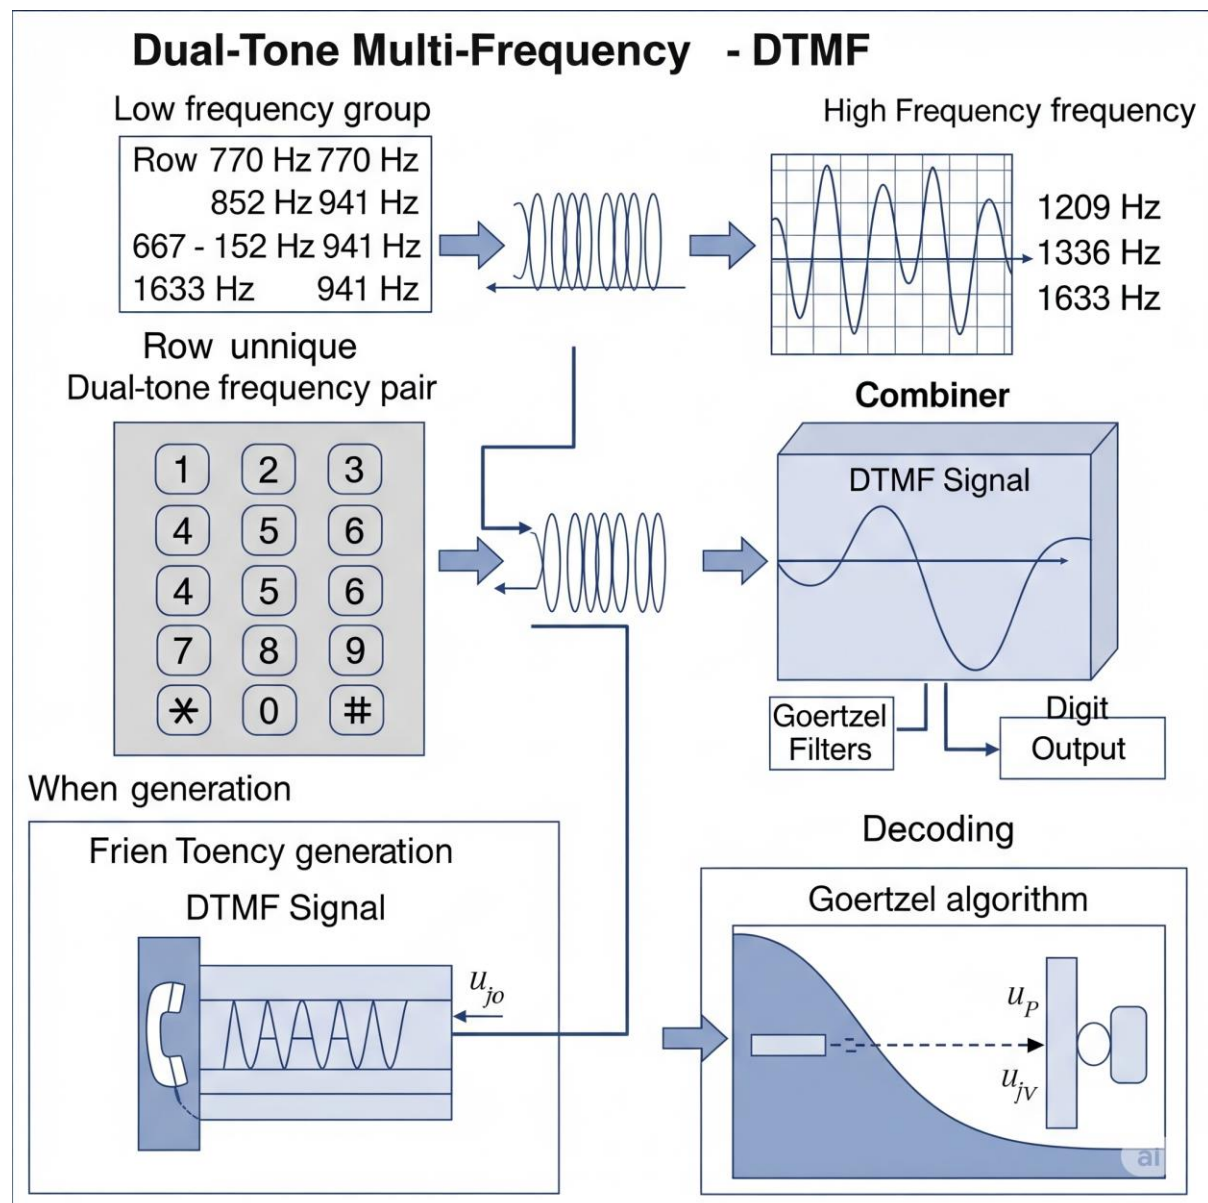 Dual-Tone Multi-Frequency - DTMF
Low frequency group
Row 770 Hz 770 Hz
852 Hz 941 Hz
667 - 152 Hz 941 Hz
1633 Hz 941 Hz
High Frequency frequency
1209 Hz
1336 Hz
1633 Hz
Row unnique
Dual-tone frequency pair
1 2 3
4 5 6
4 5 6
7 8 9
* 0 #
Combiner
DTMF Signal
Goertzel
Filters
Digit
Output
When generation
Frien Toency generation
DTMF Signal
u_jo
Decoding
Goertzel algorithm
u_P
u_jV
ai